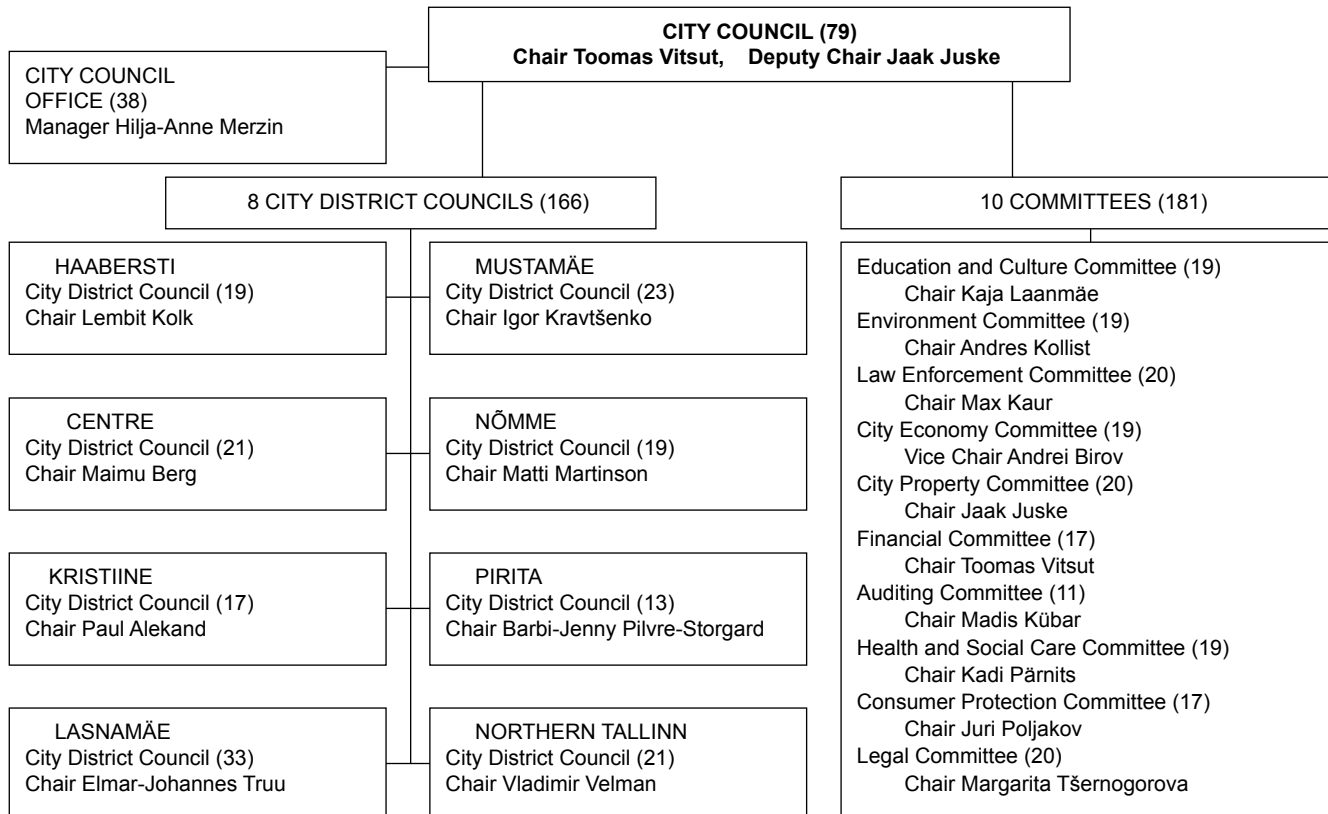 CITY COUNCIL (79)
Chair Toomas Vitsut, Deputy Chair Jaak Juske
CITY COUNCIL
OFFICE (38)
Manager Hilja-Anne Merzin
8 CITY DISTRICT COUNCILS (166)
10 COMMITTEES (181)
HAABERSTI
City District Council (19)
Chair Lembit Kolk
MUSTAMÄE
City District Council (23)
Chair Igor Kravtšenko
CENTRE
City District Council (21)
Chair Maimu Berg
NÕMME
City District Council (19)
Chair Matti Martinson
KRISTIINE
City District Council (17)
Chair Paul Alekand
PIRITA
City District Council (13)
Chair Barbi-Jenny Pilvre-Storgard
LASNAMÄE
City District Council (33)
Chair Elmar-Johannes Truu
NORTHERN TALLINN
City District Council (21)
Chair Vladimir Velman
Education and Culture Committee (19)
Chair Kaja Laanmäe
Environment Committee (19)
Chair Andres Kollist
Law Enforcement Committee (20)
Chair Max Kaur
City Economy Committee (19)
Vice Chair Andrei Birov
City Property Committee (20)
Chair Jaak Juske
Financial Committee (17)
Chair Toomas Vitsut
Auditing Committee (11)
Chair Madis Kübar
Health and Social Care Committee (19)
Chair Kadi Pärnits
Consumer Protection Committee (17)
Chair Juri Poljakov
Legal Committee (20)
Chair Margarita Tšernogorova